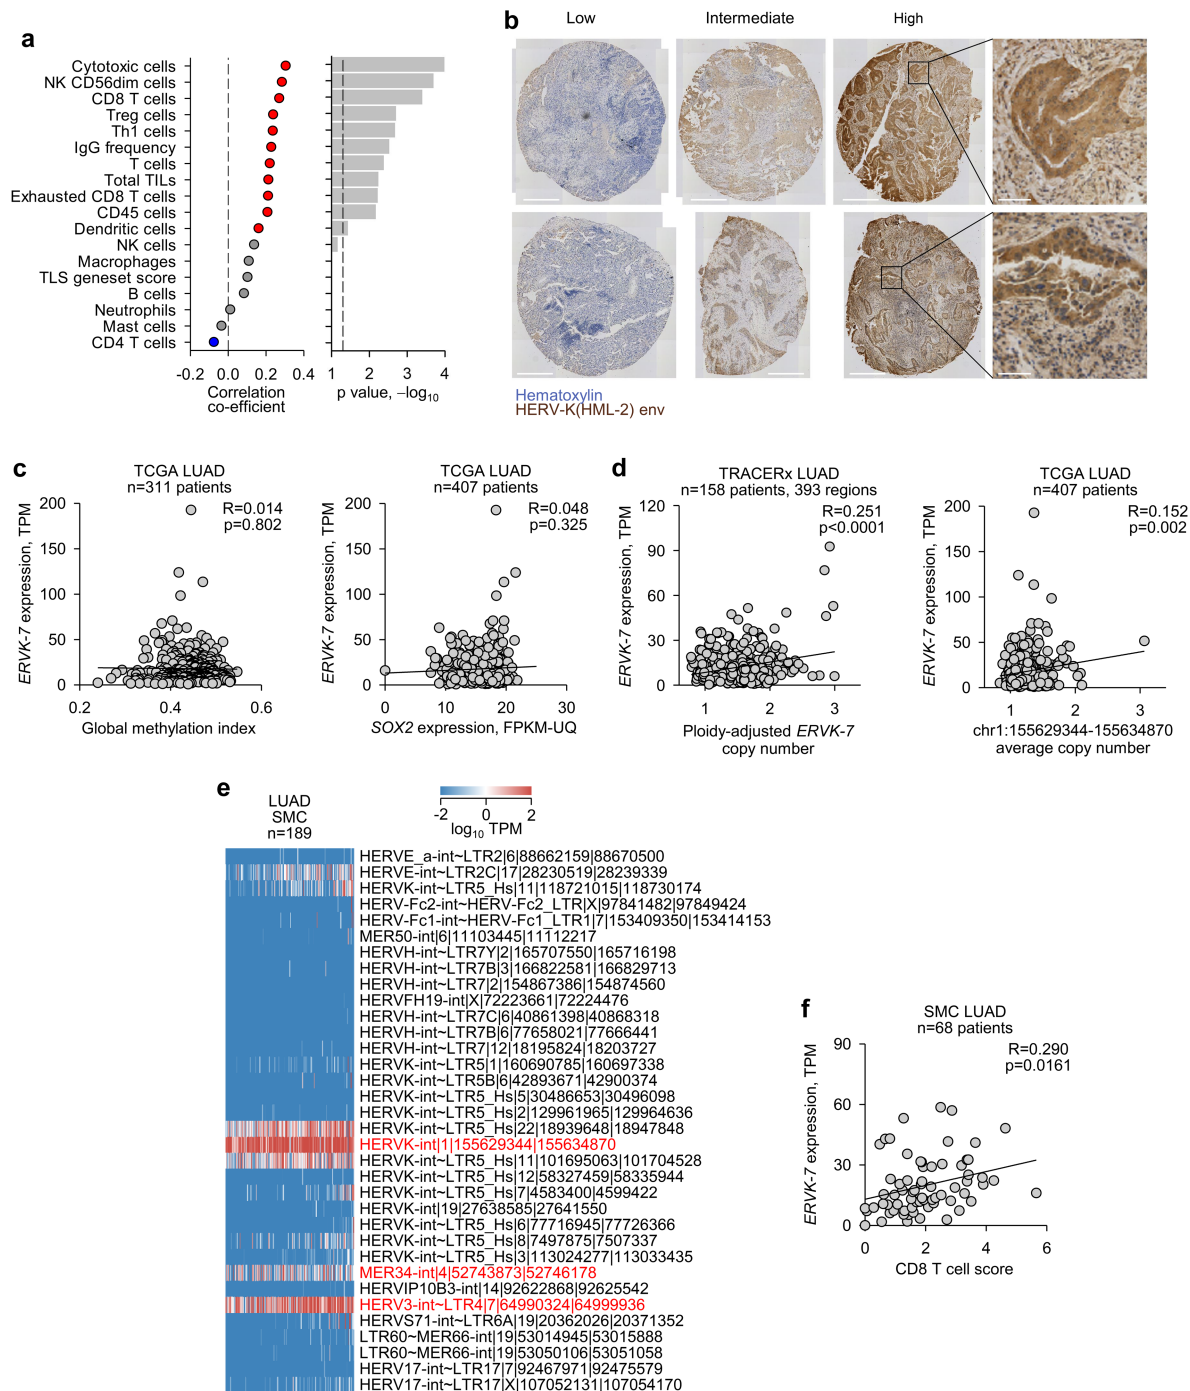 a
Cytotoxic cells
NK CD56dim cells
CD8 T cells
Treg cells
Th1 cells
IgG frequency
T cells
Total TILs
Exhausted CD8 T cells
CD45 cells
Dendritic cells
NK cells
Macrophages
TLS geneset score
B cells
Neutrophils
Mast cells
CD4 T cells
-0.2 0.0 0.2 0.4
Correlation
co-efficient
1 2 3 4
p value, −log10
b
Low Intermediate High
Hematoxylin
HERV-K(HML-2) env
c
TCGA LUAD
n=311 patients
R=0.014
p=0.802
ERVK-7 expression, TPM
200
150
100
50
0
0.2 0.4 0.6
Global methylation index
TCGA LUAD
n=407 patients
R=0.048
p=0.325
ERVK-7 expression, TPM
200
150
100
50
0
0 10 20 30
SOX2 expression, FPKM-UQ
d
TRACERx LUAD
n=158 patients, 393 regions
R=0.251
p<0.0001
ERVK-7 expression, TPM
120
90
60
30
0
1 2 3
Ploidy-adjusted ERVK-7
copy number
TCGA LUAD
n=407 patients
R=0.152
p=0.002
ERVK-7 expression, TPM
200
150
100
50
0
1 2 3
chr1:155629344-155634870
average copy number
e
LUAD
SMC
n=189
-2 0 2
log10 TPM
HERVE_a-int~LTR2|6|88662159|88670500
HERVE-int~LTR2C|17|28230519|28239339
HERVK-int~LTR5_Hs|11|118721015|118730174
HERV-Fc2-int~HERV-Fc2_LTR|X|97841482|97849424
HERV-Fc1-int~HERV-Fc1_LTR1|7|153409350|153414153
MER50-int|6|11103445|11112217
HERVH-int~LTR7Y|2|165707550|165716198
HERVH-int~LTR7B|3|166822581|166829713
HERVH-int~LTR7|2|154867386|154874560
HERVFH19-int|X|72223661|72224476
HERVH-int~LTR7C|6|40861398|40868318
HERVH-int~LTR7B|6|77658021|77666441
HERVH-int~LTR7|12|18195824|18203727
HERVK-int~LTR5|1|160690785|160697338
HERVK-int~LTR5B|6|42893671|42900374
HERVK-int~LTR5_Hs|5|30486653|30496098
HERVK-int~LTR5_Hs|2|129961965|129964636
HERVK-int~LTR5_Hs|22|18939648|18947848
HERVK-int|1|155629344|155634870
HERVK-int~LTR5_Hs|11|101695063|101704528
HERVK-int~LTR5_Hs|12|58327459|58335944
HERVK-int~LTR5_Hs|7|4583400|4599422
HERVK-int|19|27638585|27641550
HERVK-int~LTR5_Hs|6|77716945|77726366
HERVK-int~LTR5_Hs|8|7497875|7507337
HERVK-int~LTR5_Hs|3|113024277|113033435
MER34-int|4|52743873|52746178
HERVIP10B3-int|14|92622868|92625542
HERV3-int~LTR4|7|64990324|64999936
HERVS71-int~LTR6A|19|20362026|20371352
LTR60~MER66-int|19|53014945|53015888
LTR60~MER66-int|19|53050106|53051058
HERV17-int~LTR17|7|92467971|92475579
HERV17-int~LTR17|X|107052131|107054170
f
SMC LUAD
n=68 patients
R=0.290
p=0.0161
ERVK-7 expression, TPM
90
60
30
0
0 2 4 6
CD8 T cell score